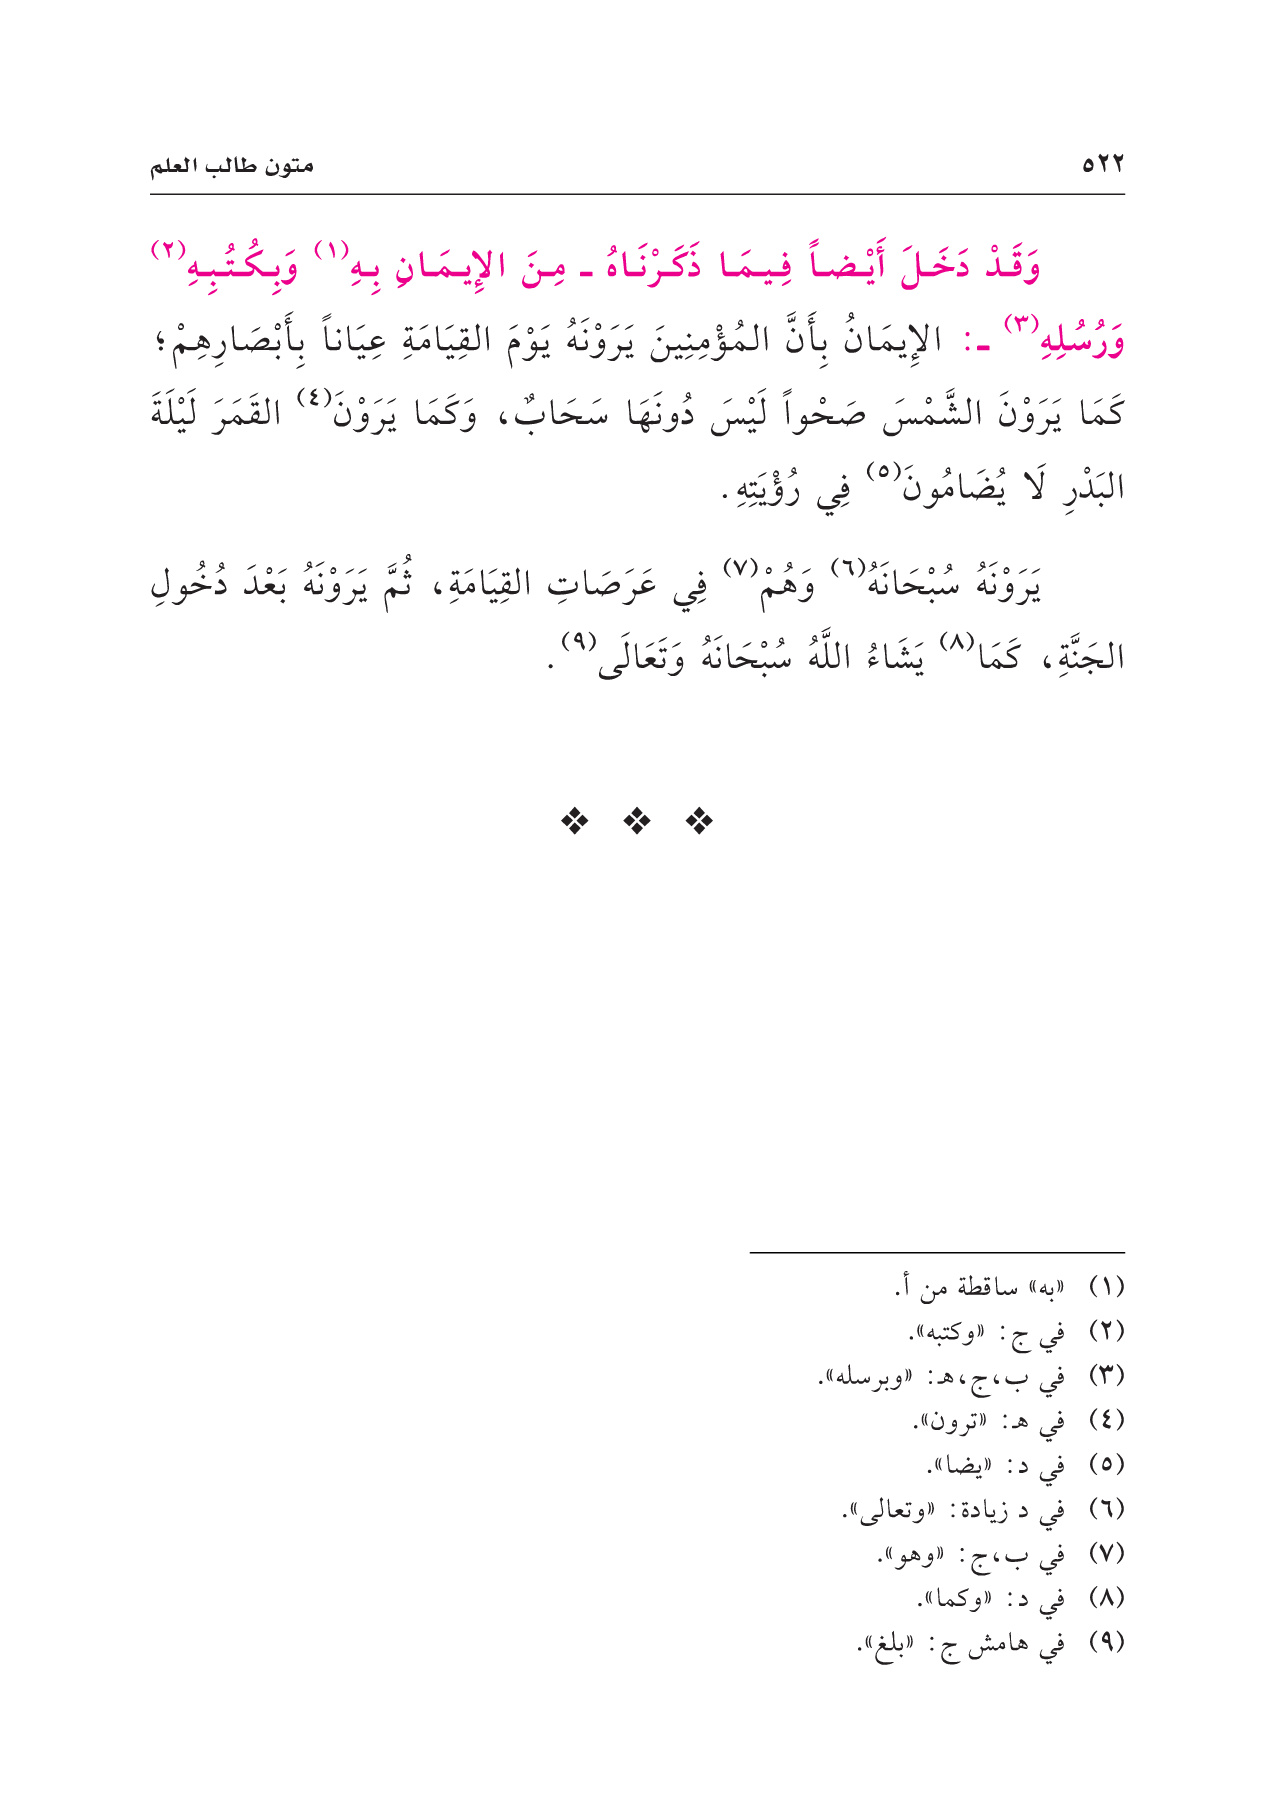 ٥٢٢
متون طالب العلم
وَقَدْ دَخَلَ أَيْضاً فِيمَا ذَكَرْنَاهُ ـ مِنَ الإِيمَانِ بِهِ(١) وَبِكُتُبِهِ(٢)
وَرُسُلِهِ(٣) ـ: الإِيمَانُ بِأَنَّ المُؤْمِنِينَ يَرَوْنَهُ يَوْمَ القِيَامَةِ عِيَاناً بِأَبْصَارِهِمْ؛
كَمَا يَرَوْنَ الشَّمْسَ صَحْواً لَيْسَ دُونَهَا سَحَابٌ، وَكَمَا يَرَوْنَ(٤) القَمَرَ لَيْلَةَ
البَدْرِ لَا يُضَامُونَ(٥) فِي رُؤْيَتِهِ.
يَرَوْنَهُ سُبْحَانَهُ(٦) وَهُمْ(٧) فِي عَرَصَاتِ القِيَامَةِ، ثُمَّ يَرَوْنَهُ بَعْدَ دُخُولِ
الجَنَّةِ، كَمَا(٨) يَشَاءُ اللَّهُ سُبْحَانَهُ وَتَعَالَى(٩).
❖ ❖ ❖
(١) «به» ساقطة من أ.
(٢) في ج: «وكتبه».
(٣) في ب،ج،هـ: «وبرسله».
(٤) في هـ: «ترون».
(٥) في د: «يضا».
(٦) في د زيادة: «وتعالى».
(٧) في ب،ج: «وهو».
(٨) في د: «وكما».
(٩) في هامش ج: «بلغ».